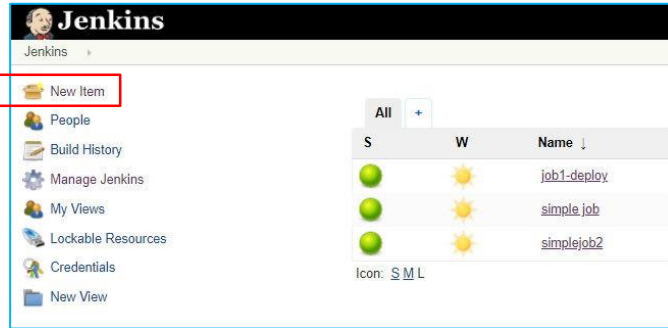 Jenkins
Jenkins
New Item
People
Build History
Manage Jenkins
My Views
Lockable Resources
Credentials
New View
All +
S W Name ↓
job1-deploy
simple job
simplejob2
Icon: S M L